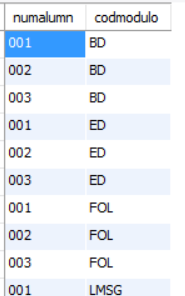 numalumn codmodulo
001 BD
002 BD
003 BD
001 ED
002 ED
003 ED
001 FOL
002 FOL
003 FOL
001 LMSG